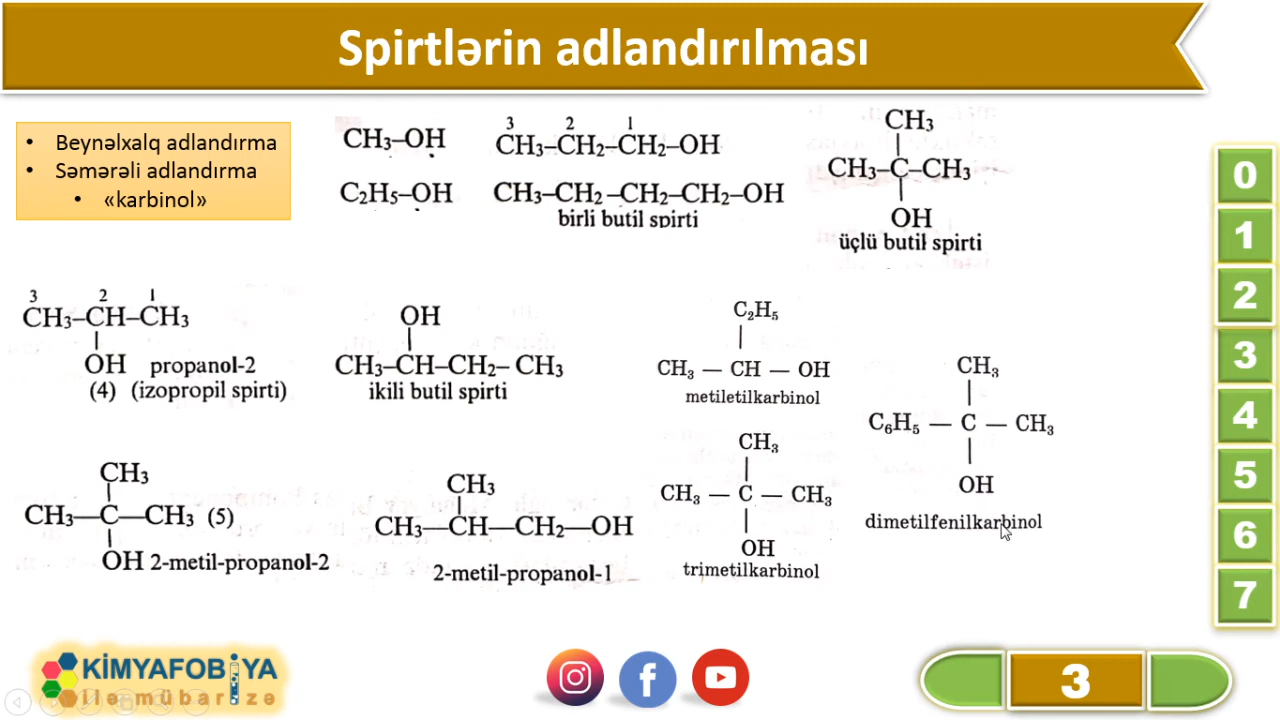 Spirtlərin adlandırılması
• Beynəlxalq adlandırma
• Səmərəli adlandırma
• «karbinol»
CH₃–OH
C₂H₅–OH
3 2 1
CH₃–CH₂–CH₂–OH
CH₃–CH₂–CH₂–CH₂–OH
birli butil spirti
CH₃
CH₃–C–CH₃
OH
üçlü butil spirti
3 2 1
CH₃–CH–CH₃
OH propanol-2
(4) (izopropil spirti)
OH
CH₃–CH–CH₂–CH₃
ikili butil spirti
C₂H₅
CH₃ — CH — OH
metiletilkarbinol
CH₃
C₆H₅ — C — CH₃
OH
dimetilfenilkarbinol
CH₃
CH₃—C—CH₃ (5)
OH 2-metil-propanol-2
CH₃
CH₃—CH—CH₂—OH
2-metil-propanol-1
CH₃
CH₃ — C — CH₃
OH
trimetilkarbinol
0
1
2
3
4
5
6
7
KİMYAFOBİYA
ilə mübarizə
3